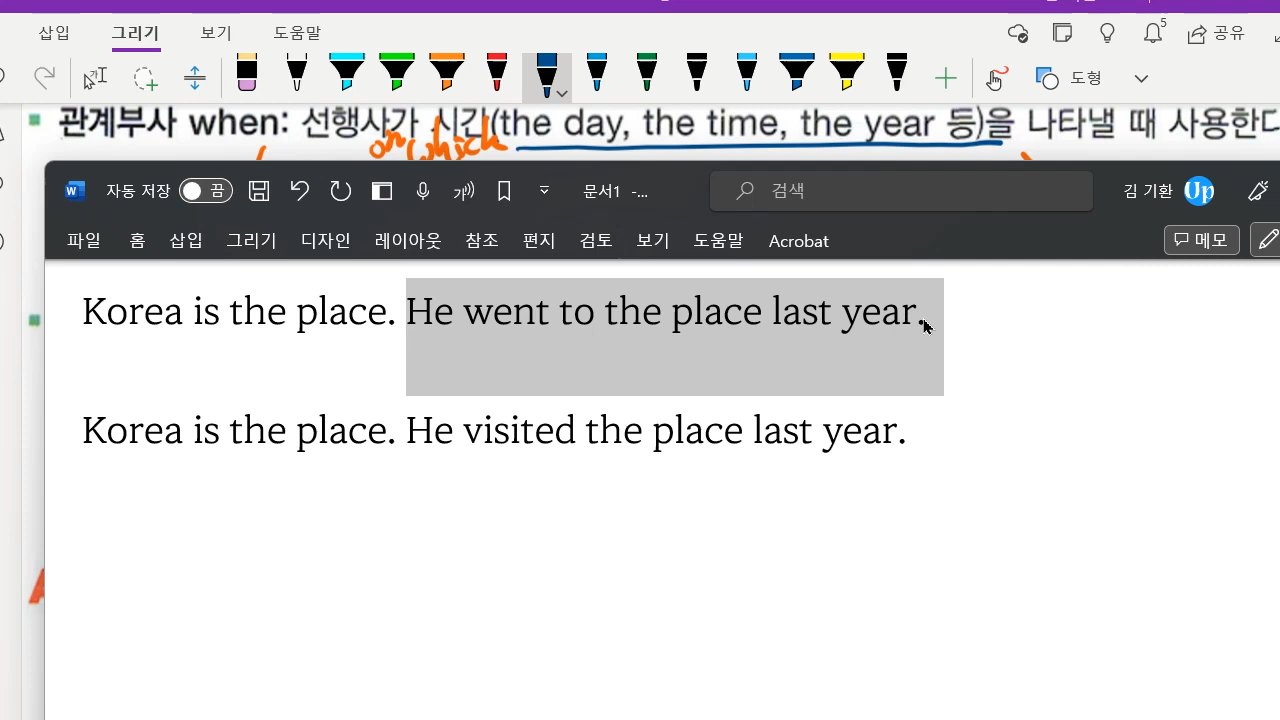 삽입 그리기 보기 도움말 5 공유
가 도형
관계부사 when: 선행사가 시간(the day, the time, the year 등)을 나타낼 때 사용한다
on which
W 자동 저장 끔 가)) 문서1 -... 검색 김 기환 Up
파일 홈 삽입 그리기 디자인 레이아웃 참조 편지 검토 보기 도움말 Acrobat 메모
Korea is the place. He went to the place last year.
Korea is the place. He visited the place last year.